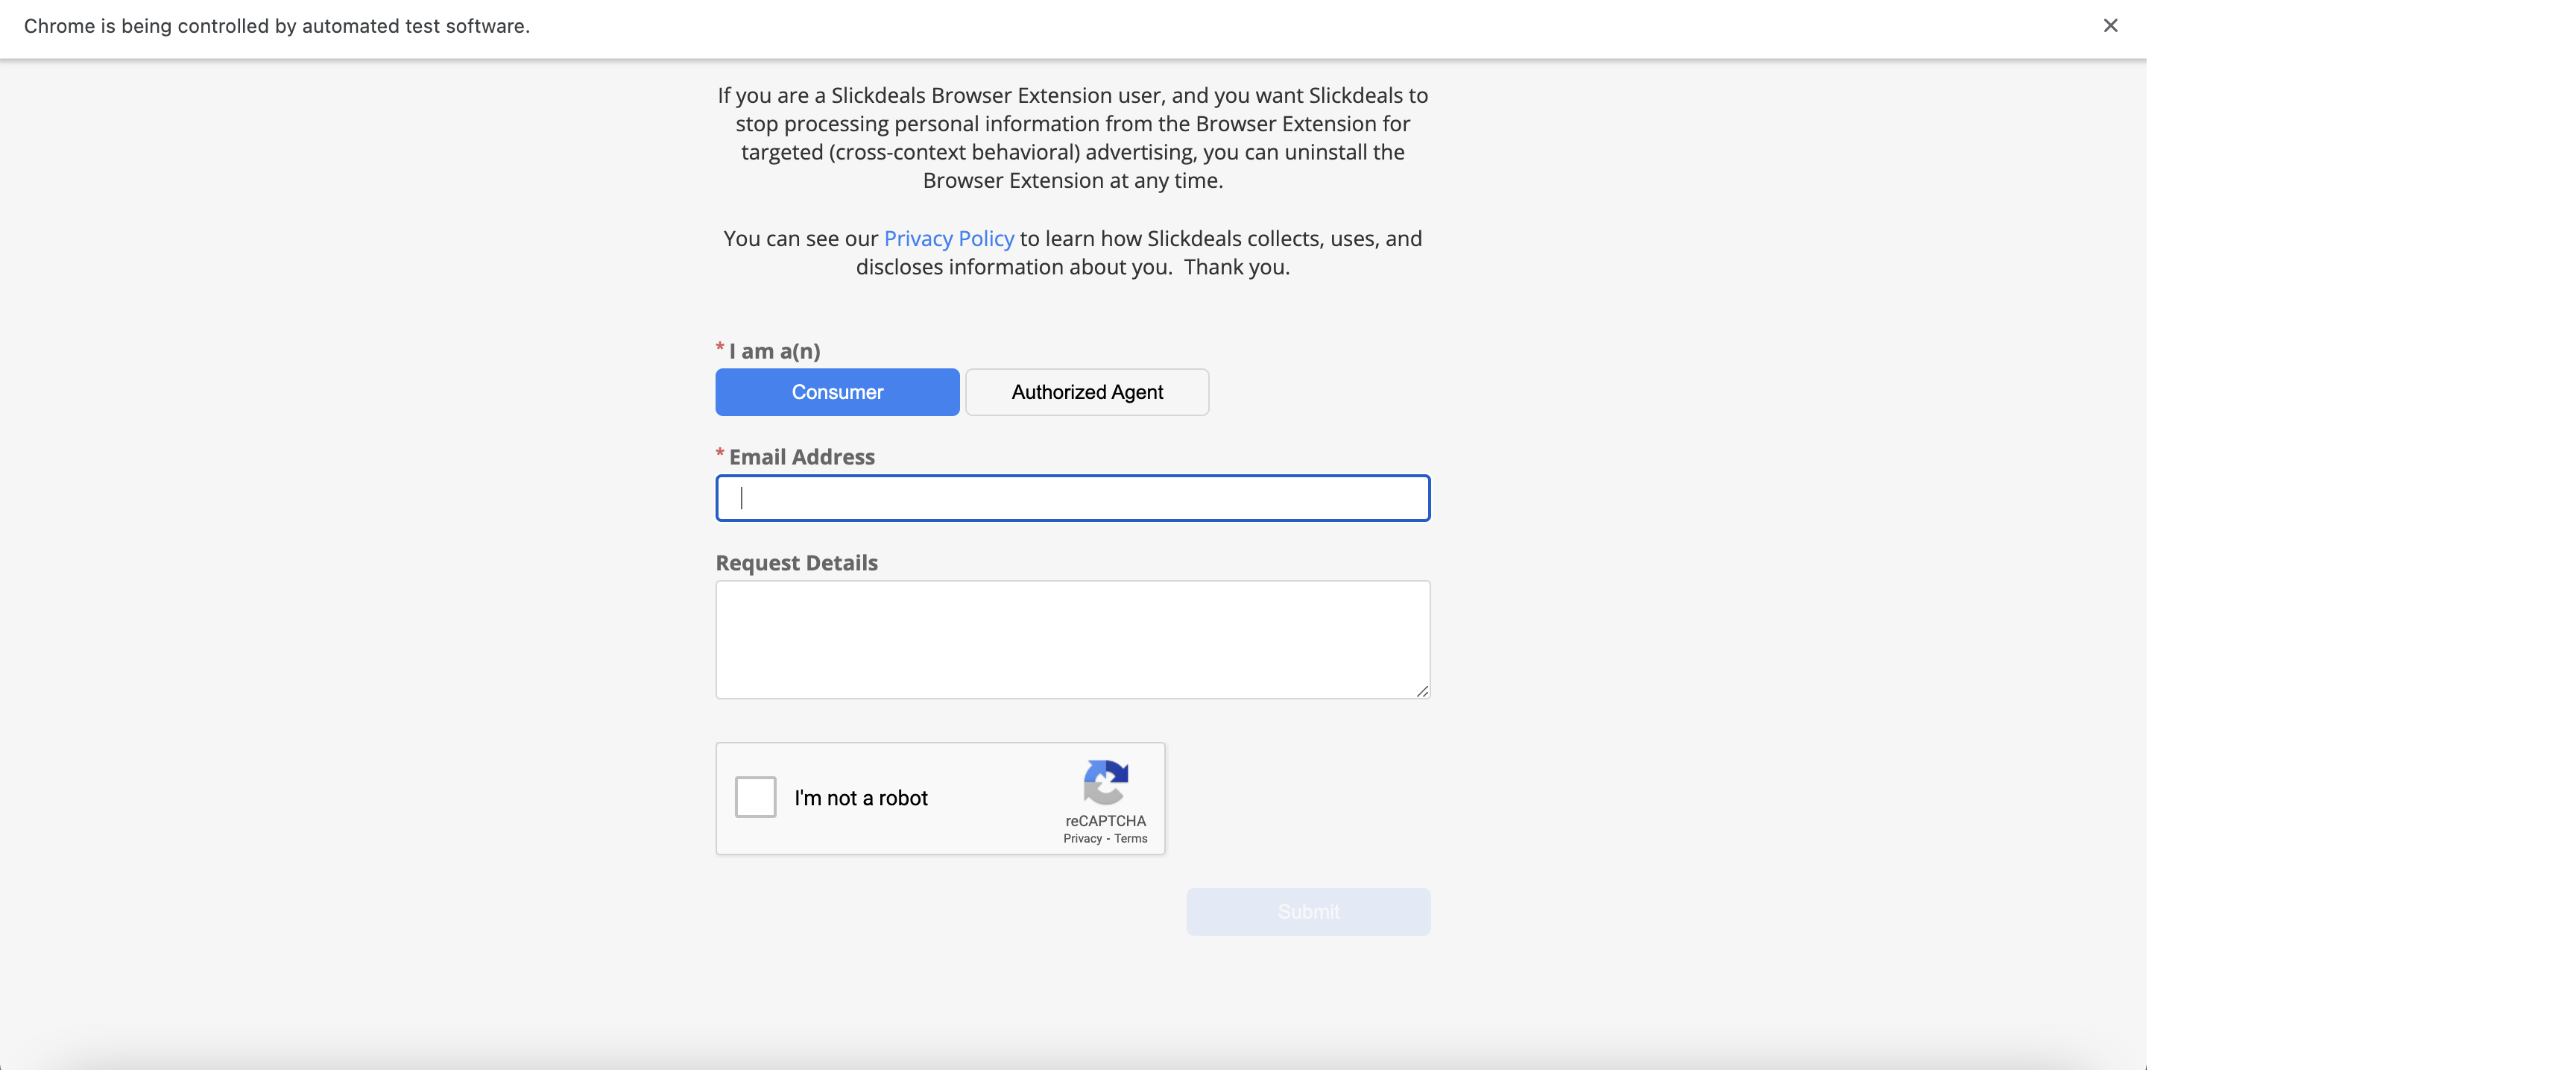 Chrome is being controlled by automated test software.
If you are a Slickdeals Browser Extension user, and you want Slickdeals to
stop processing personal information from the Browser Extension for
targeted (cross-context behavioral) advertising, you can uninstall the
Browser Extension at any time.
You can see our Privacy Policy to learn how Slickdeals collects, uses, and
discloses information about you.  Thank you.
* I am a(n)
Consumer
Authorized Agent
* Email Address
Request Details
I'm not a robot
reCAPTCHA
Privacy - Terms
Submit